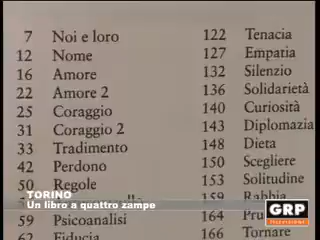 7 Noi e loro
12 Nome
16 Amore
22 Amore 2
25 Coraggio
31 Coraggio 2
33 Tradimento
42 Perdono
50 Regole
59 Psicoanalisi
62 Fiducia
122 Tenacia
127 Empatia
132 Silenzio
136 Solidarietà
140 Curiosità
143 Diplomazia
148 Dieta
150 Scegliere
153 Solitudine
159 Rabbia
164
166 Tornare
TORINO
Un libro a quattro zampe
GRP